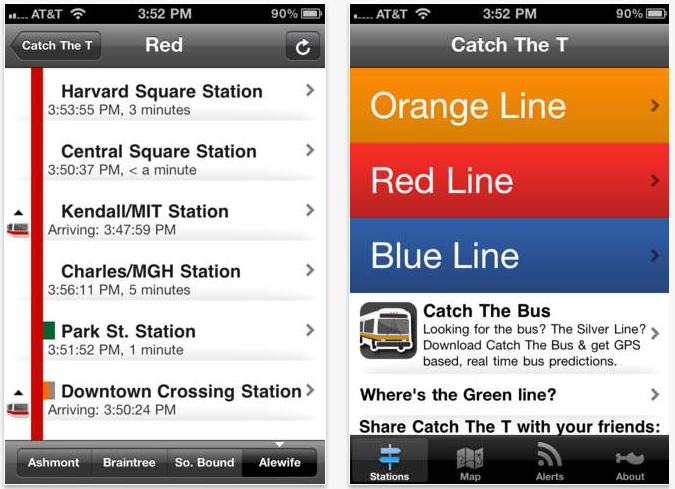 AT&T 3:52 PM 90%
Catch The T Red
Harvard Square Station
3:53:55 PM, 3 minutes
Central Square Station
3:50:37 PM, < a minute
Kendall/MIT Station
Arriving: 3:47:59 PM
Charles/MGH Station
3:56:11 PM, 5 minutes
Park St. Station
3:51:52 PM, 1 minute
Downtown Crossing Station
Arriving: 3:50:24 PM
Ashmont Braintree So. Bound Alewife
AT&T 3:52 PM 90%
Catch The T
Orange Line
Red Line
Blue Line
Catch The Bus
Looking for the bus? The Silver Line?
Download Catch The Bus & get GPS
based, real time bus predictions.
Where's the Green line?
Share Catch The T with your friends:
Stations Map Alerts About